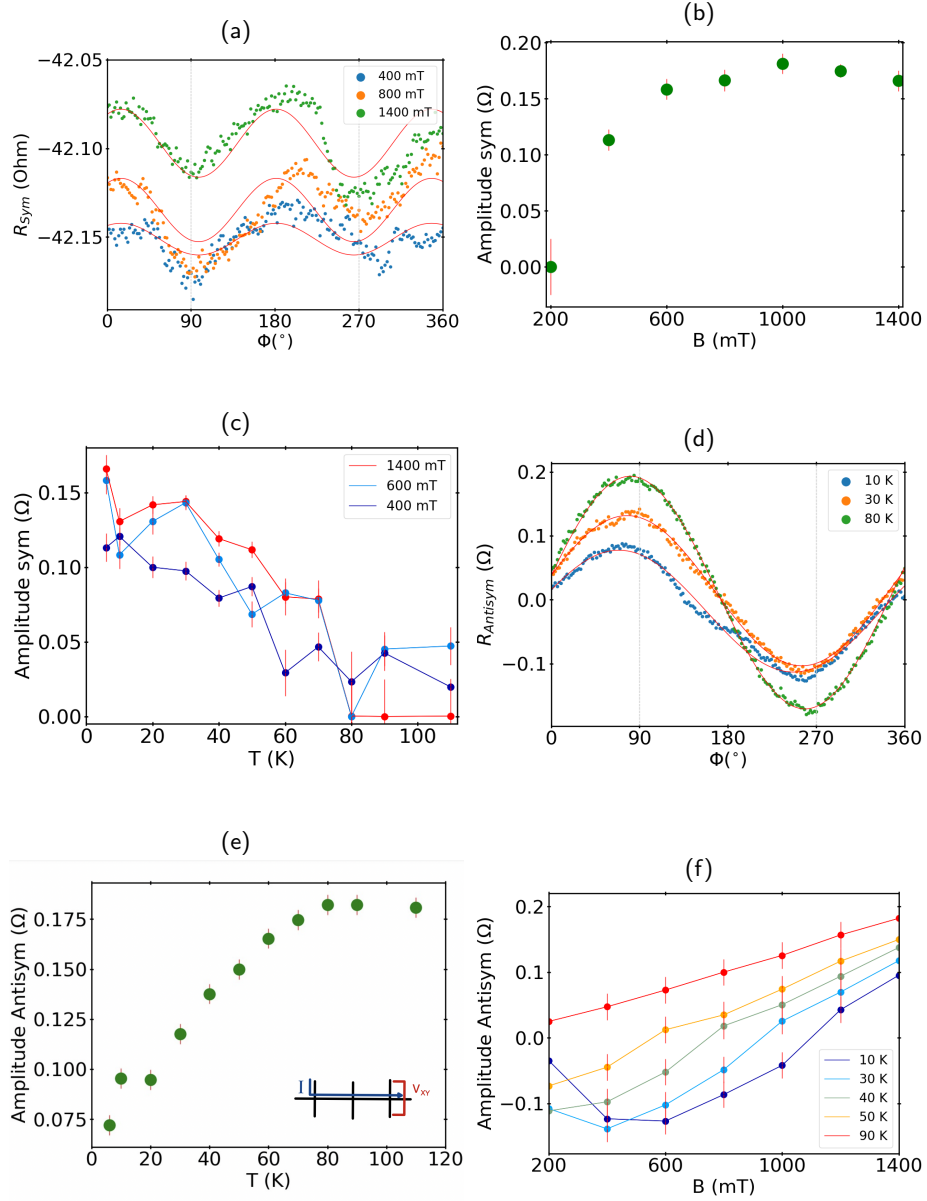 (a)
−42.05
−42.10
−42.15
R_Sym (Ohm)
400 mT
800 mT
1400 mT
0 90 180 270 360
Φ(°)
(b)
0.20
0.15
0.10
0.05
0.00
Amplitude sym (Ω)
200 600 1000 1400
B (mT)
(c)
0.15
0.10
0.05
0.00
Amplitude sym (Ω)
1400 mT
600 mT
400 mT
0 20 40 60 80 100
T (K)
(d)
0.2
0.1
0.0
−0.1
R_Antisym (Ω)
10 K
30 K
80 K
0 90 180 270 360
Φ(°)
(e)
0.175
0.150
0.125
0.100
0.075
Amplitude Antisym (Ω)
I
V_XY
0 20 40 60 80 100 120
T (K)
(f)
0.2
0.1
0.0
−0.1
Amplitude Antisym (Ω)
10 K
30 K
40 K
50 K
90 K
200 600 1000 1400
B (mT)